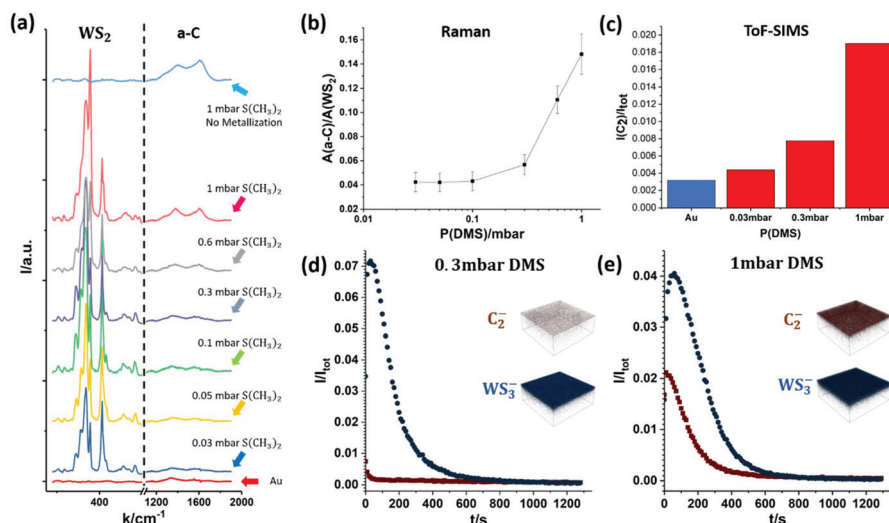 (a)
WS2
a-C
1 mbar S(CH3)2
No Metallization
1 mbar S(CH3)2
0.6 mbar S(CH3)2
0.3 mbar S(CH3)2
0.1 mbar S(CH3)2
0.05 mbar S(CH3)2
0.03 mbar S(CH3)2
Au
I/a.u.
400 1200 1600 2000
k/cm-1
(b)
Raman
A(a-C)/A(WS2)
0.16
0.14
0.12
0.10
0.08
0.06
0.04
0.02
0.01 0.1 1
P(DMS)/mbar
(c)
ToF-SIMS
I(C2)/Itot
0.020
0.018
0.016
0.014
0.012
0.010
0.008
0.006
0.004
0.002
0.000
Au 0.03mbar 0.3mbar 1mbar
P(DMS)
(d)
0.3mbar DMS
C2-
WS3-
I/Itot
0.07
0.06
0.05
0.04
0.03
0.02
0.01
0.00
0 200 400 600 800 1000 1200
t/s
(e)
1mbar DMS
C2-
WS3-
I/Itot
0.04
0.03
0.02
0.01
0.00
0 200 400 600 800 1000 1200
t/s